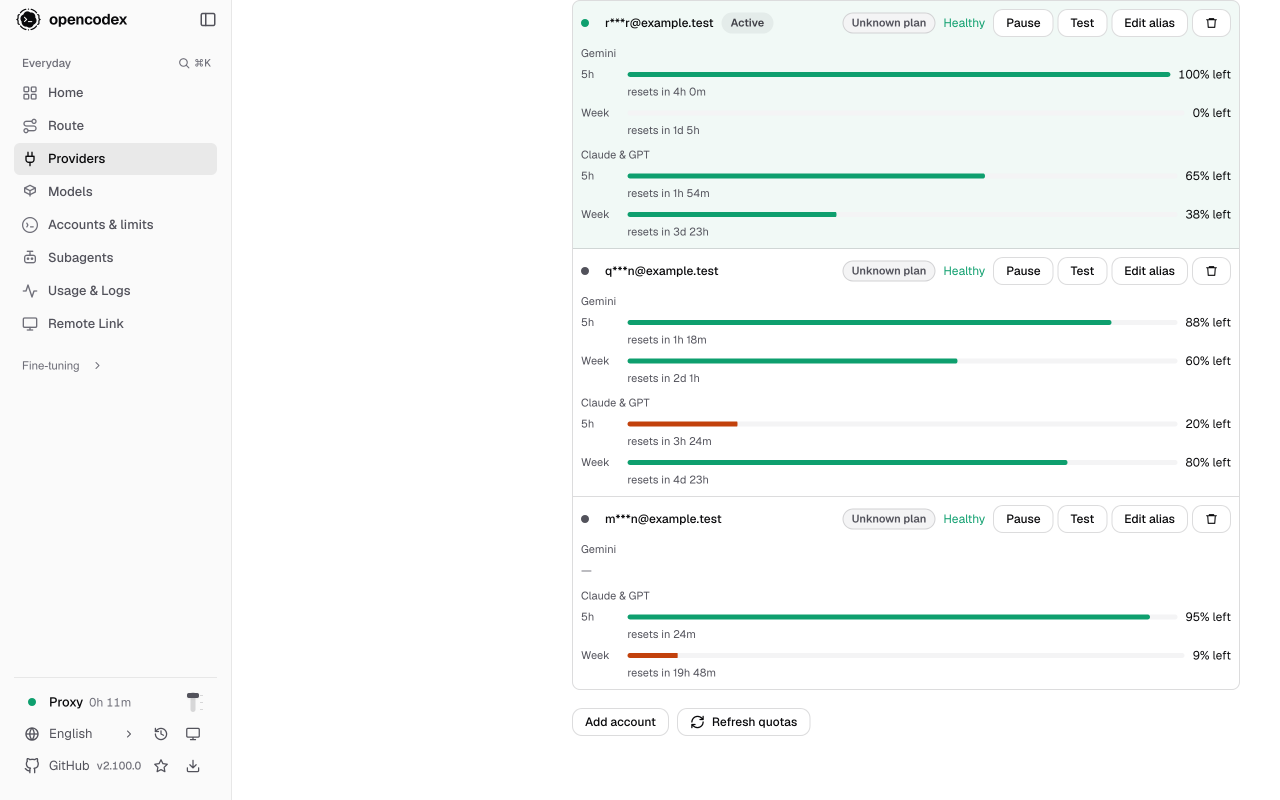 opencodex
Everyday
⌘K
Home
Route
Providers
Models
Accounts & limits
Subagents
Usage & Logs
Remote Link
Fine-tuning
Proxy 0h 11m
English
GitHub v2.100.0
r***r@example.test Active Unknown plan Healthy Pause Test Edit alias
Gemini
5h 100% left
resets in 4h 0m
Week 0% left
resets in 1d 5h
Claude & GPT
5h 65% left
resets in 1h 54m
Week 38% left
resets in 3d 23h
q***n@example.test Unknown plan Healthy Pause Test Edit alias
Gemini
5h 88% left
resets in 1h 18m
Week 60% left
resets in 2d 1h
Claude & GPT
5h 20% left
resets in 3h 24m
Week 80% left
resets in 4d 23h
m***n@example.test Unknown plan Healthy Pause Test Edit alias
Gemini
—
Claude & GPT
5h 95% left
resets in 24m
Week 9% left
resets in 19h 48m
Add account Refresh quotas